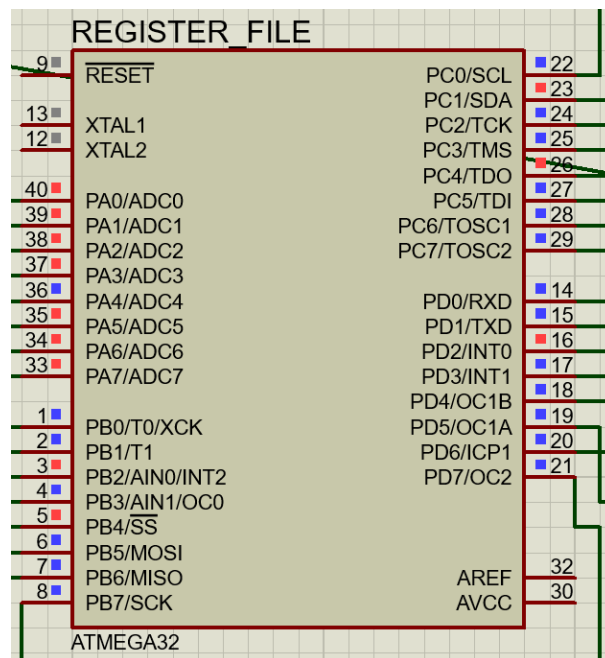 REGISTER_FILE
9 RESET
13 XTAL1
12 XTAL2
40 PA0/ADC0
39 PA1/ADC1
38 PA2/ADC2
37 PA3/ADC3
36 PA4/ADC4
35 PA5/ADC5
34 PA6/ADC6
33 PA7/ADC7
1 PB0/T0/XCK
2 PB1/T1
3 PB2/AIN0/INT2
4 PB3/AIN1/OC0
5 PB4/SS
6 PB5/MOSI
7 PB6/MISO
8 PB7/SCK
PC0/SCL 22
PC1/SDA 23
PC2/TCK 24
PC3/TMS 25
PC4/TDO 26
PC5/TDI 27
PC6/TOSC1 28
PC7/TOSC2 29
PD0/RXD 14
PD1/TXD 15
PD2/INT0 16
PD3/INT1 17
PD4/OC1B 18
PD5/OC1A 19
PD6/ICP1 20
PD7/OC2 21
AREF 32
AVCC 30
ATMEGA32